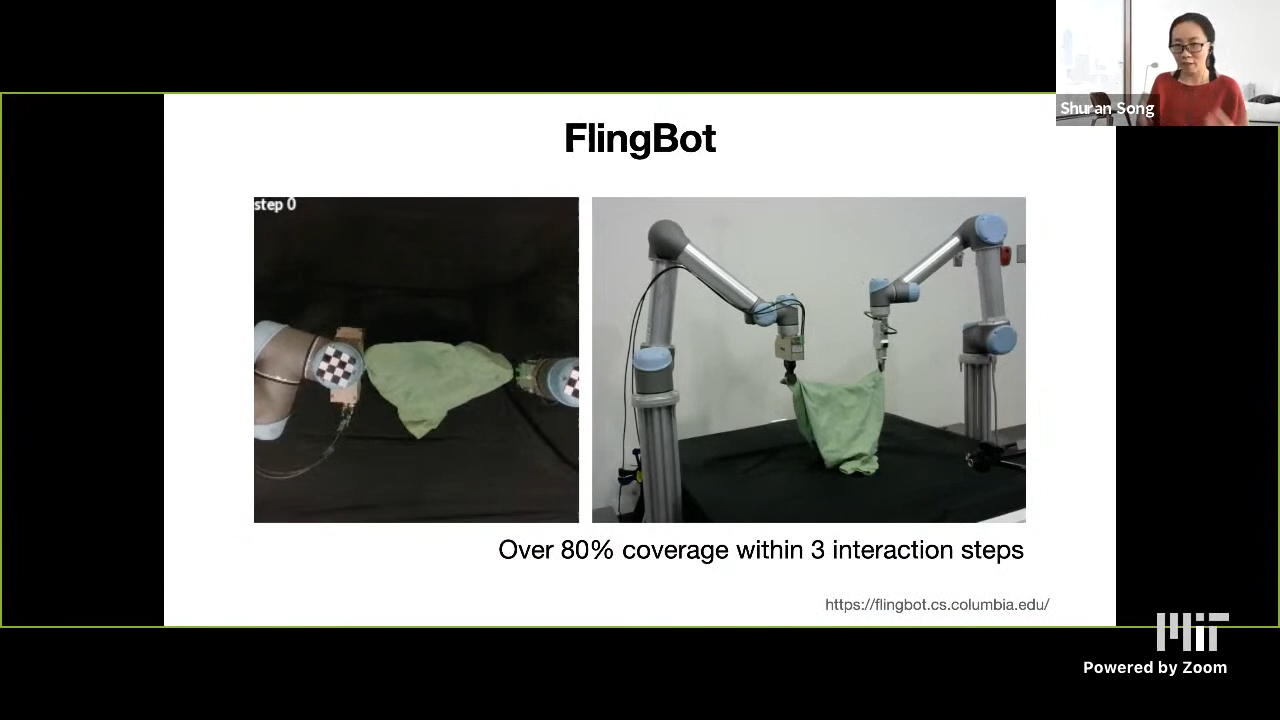 Shuran Song
FlingBot
step 0
Over 80% coverage within 3 interaction steps
https://flingbot.cs.columbia.edu/
MIT
Powered by Zoom